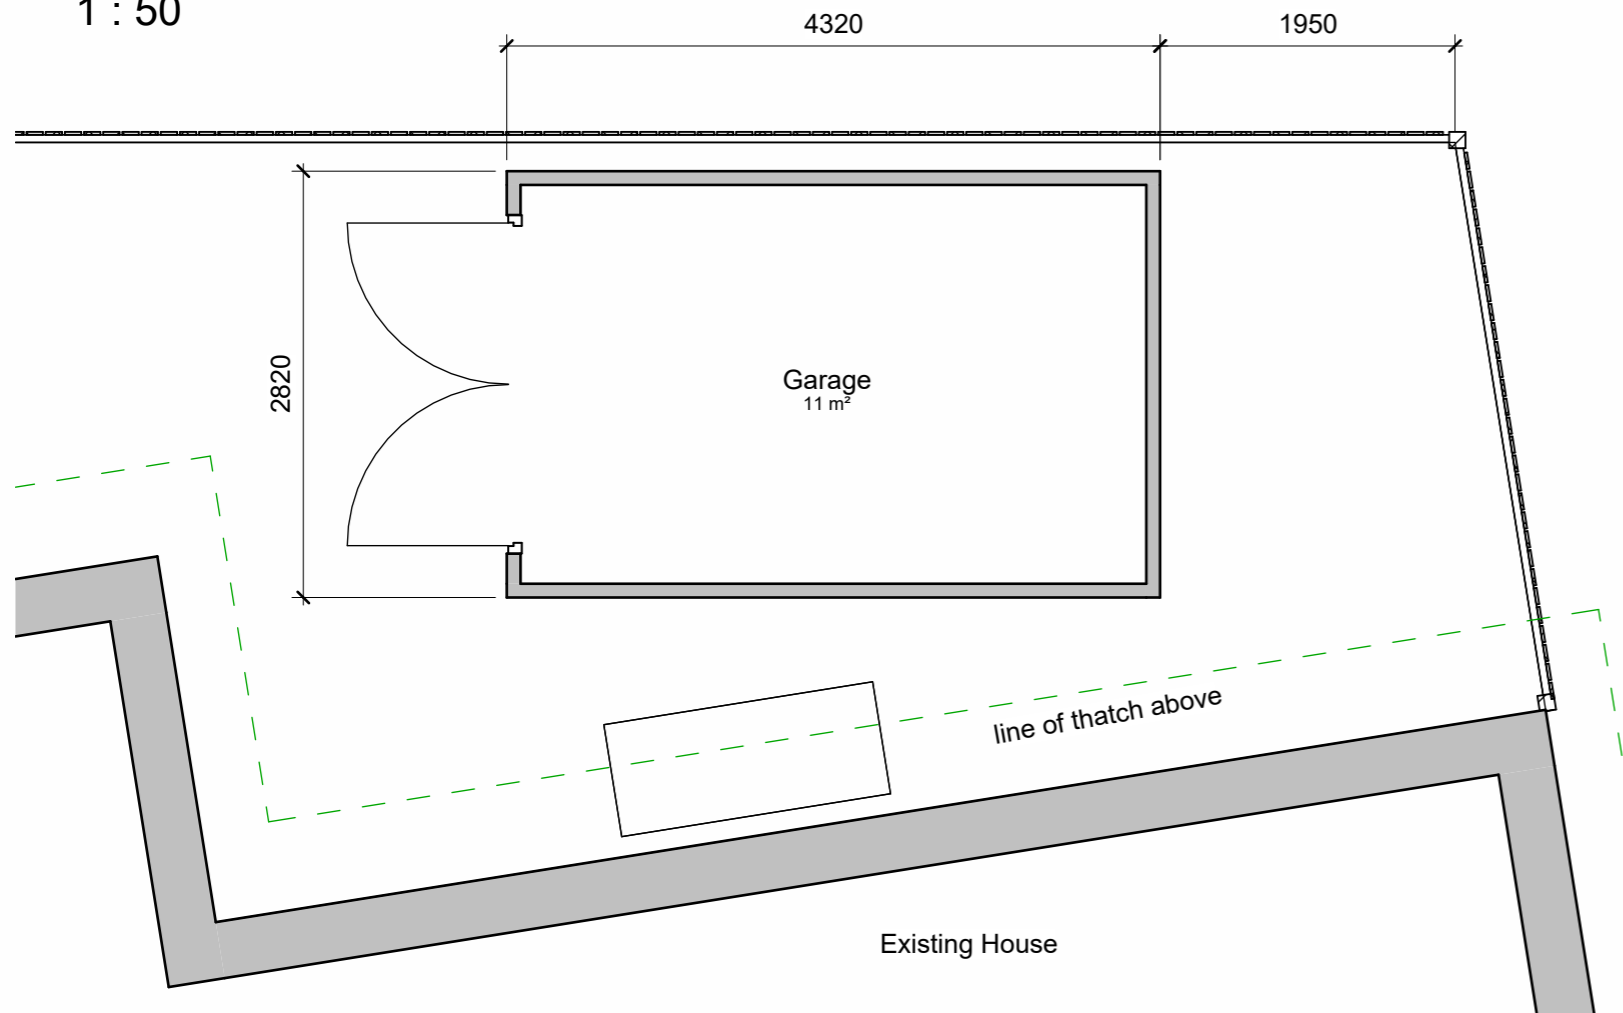 1 : 50
4320
1950
2820
Garage
11 m²
line of thatch above
Existing House